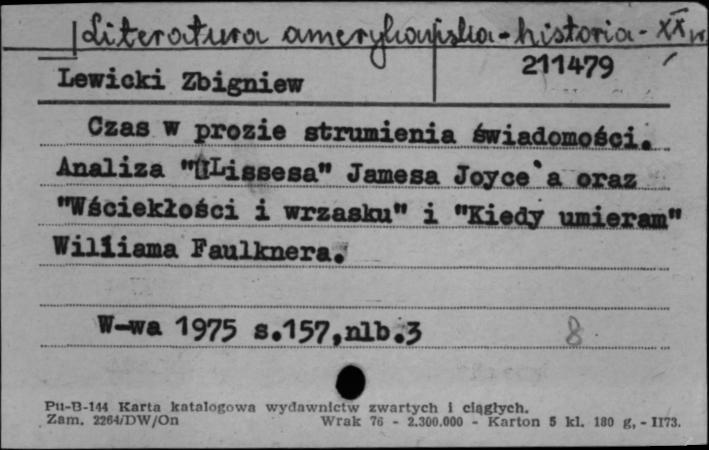 Literatura amerykańska - historia - XX w.
211479
Lewicki Zbigniew
Czas w prozie strumienia świadomości.
Analiza "ULissesa" Jamesa Joyce`a oraz
"Wściekłości i wrzasku" i "Kiedy umieram"
Williama Faulknera.
W-wa 1975 s.157,nlb.3
8
Pu-B-144 Karta katalogowa wydawnictw zwartych i ciągłych.
Zam. 2264/DW/On Wrak 76 - 2.300.000 - Karton 5 kl. 180 g, - II73.